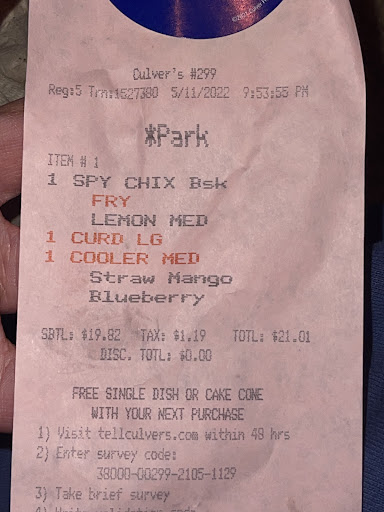 Culver's #299
Reg:5 Trn:1627380 5/11/2022 9:53:55 PM
*Park
ITEM # 1
1 SPY CHIX Bsk
FRY
LEMON MED
1 CURD LG
1 COOLER MED
Straw Mango
Blueberry
SBTL: $19.82 TAX: $1.19 TOTL: $21.01
DISC. TOTL: $0.00
FREE SINGLE DISH OR CAKE CONE
WITH YOUR NEXT PURCHASE
1) Visit tellculvers.com within 48 hrs
2) Enter survey code:
38000-00299-2105-1129
3) Take brief survey